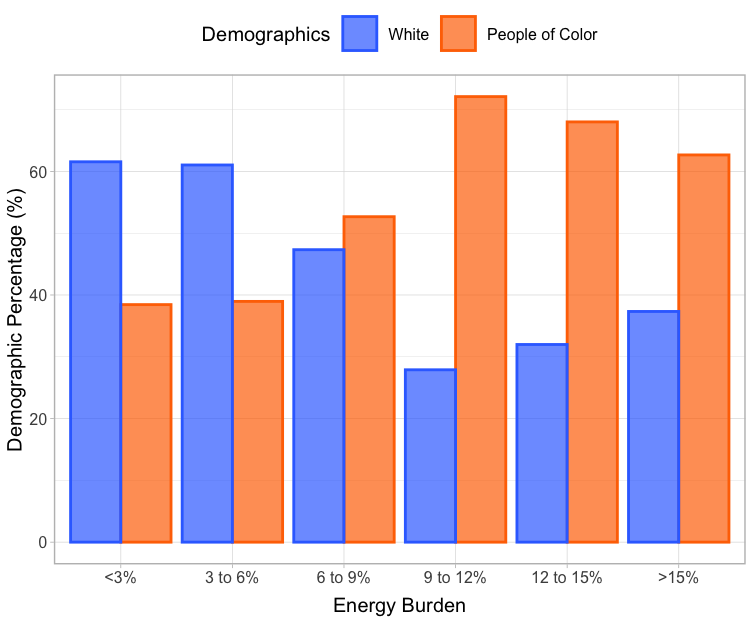 Demographics White People of Color
Demographic Percentage (%)
60
40
20
0
<3% 3 to 6% 6 to 9% 9 to 12% 12 to 15% >15%
Energy Burden